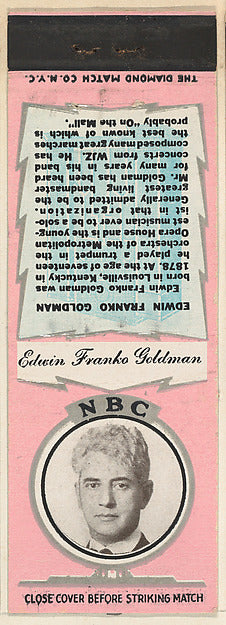 THE DIAMOND MATCH CO. N.Y.C.
EDWIN FRANKO GOLDMAN
Edwin Franko Goldman was
born in Louisville, Kentucky in
1878. At the age of seventeen
he played a trumpet in the
orchestra of the Metropolitan
Opera House and is the young-
est musician ever to be a solo-
ist in that organization.
Generally admitted to be the
greatest living bandmaster
Mr. Goldman has been heard
for many years in his band
concerts from WJZ. He has
composed many great marches
the best known of which is
probably "On the Mall".
Edwin Franko Goldman
NBC
CLOSE COVER BEFORE STRIKING MATCH